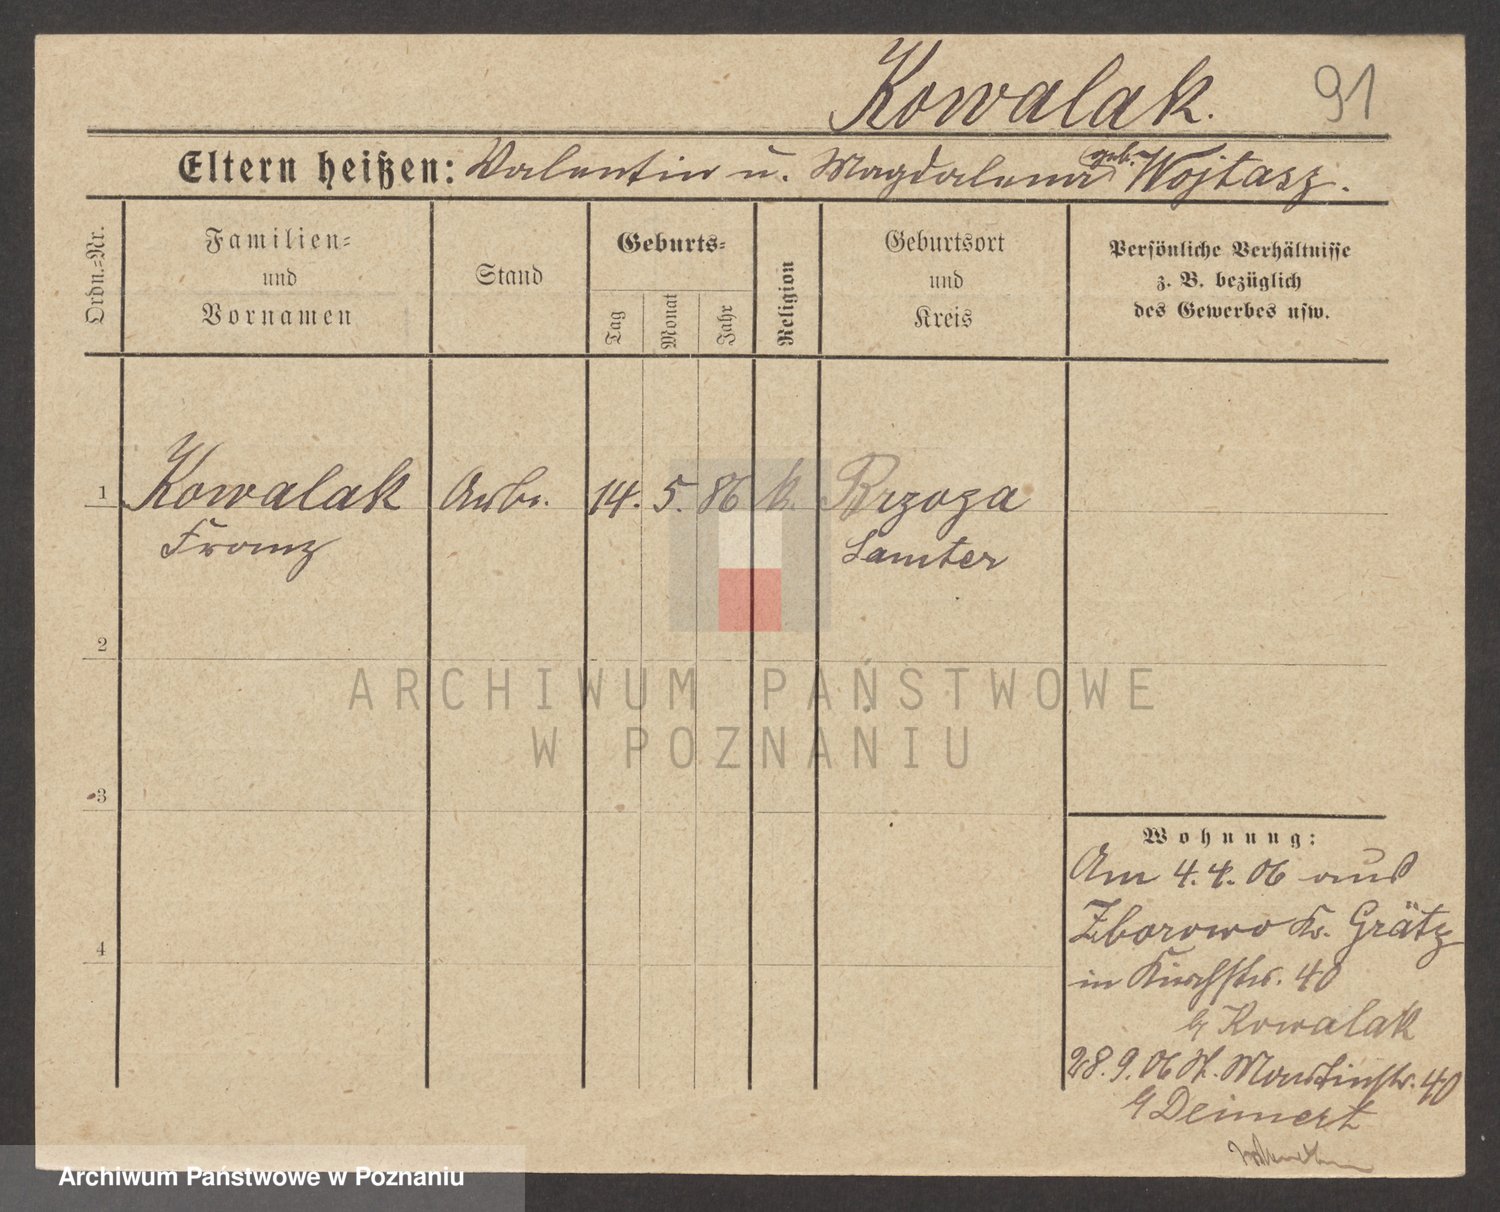 Kowalak.
91
Eltern heißen: Valentin u. Magdalena geb. Wojtasz.
Ordn.-Nr.
Familien-
und
Vornamen
Stand
Geburts-
Tag
Monat
Jahr
Religion
Geburtsort
und
Kreis
Persönliche Verhältnisse
z. B. bezüglich
des Gewerbes usw.
1 Kowalak Arbr. 14. 5. 86 k. Brzoza
Franz Samter
2
3
4
Wohnung:
Am 4.4.06 aus
Zborowo Kr. Grätz
in Kirchstr. 40
b/ Kowalak
28.9.06 St. Martinstr. 40
b/ Deimert
ARCHIWUM PAŃSTWOWE
W POZNANIU
Archiwum Państwowe w Poznaniu